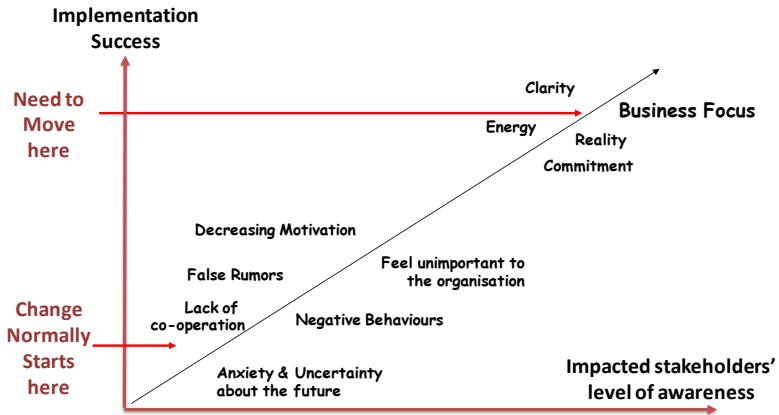 Implementation
Success
Need to
Move
here
Clarity
Business Focus
Energy
Reality
Commitment
Decreasing Motivation
Feel unimportant to
the organisation
False Rumors
Change
Normally
Starts
here
Lack of
co-operation
Negative Behaviours
Anxiety & Uncertainty
about the future
Impacted stakeholders’
level of awareness